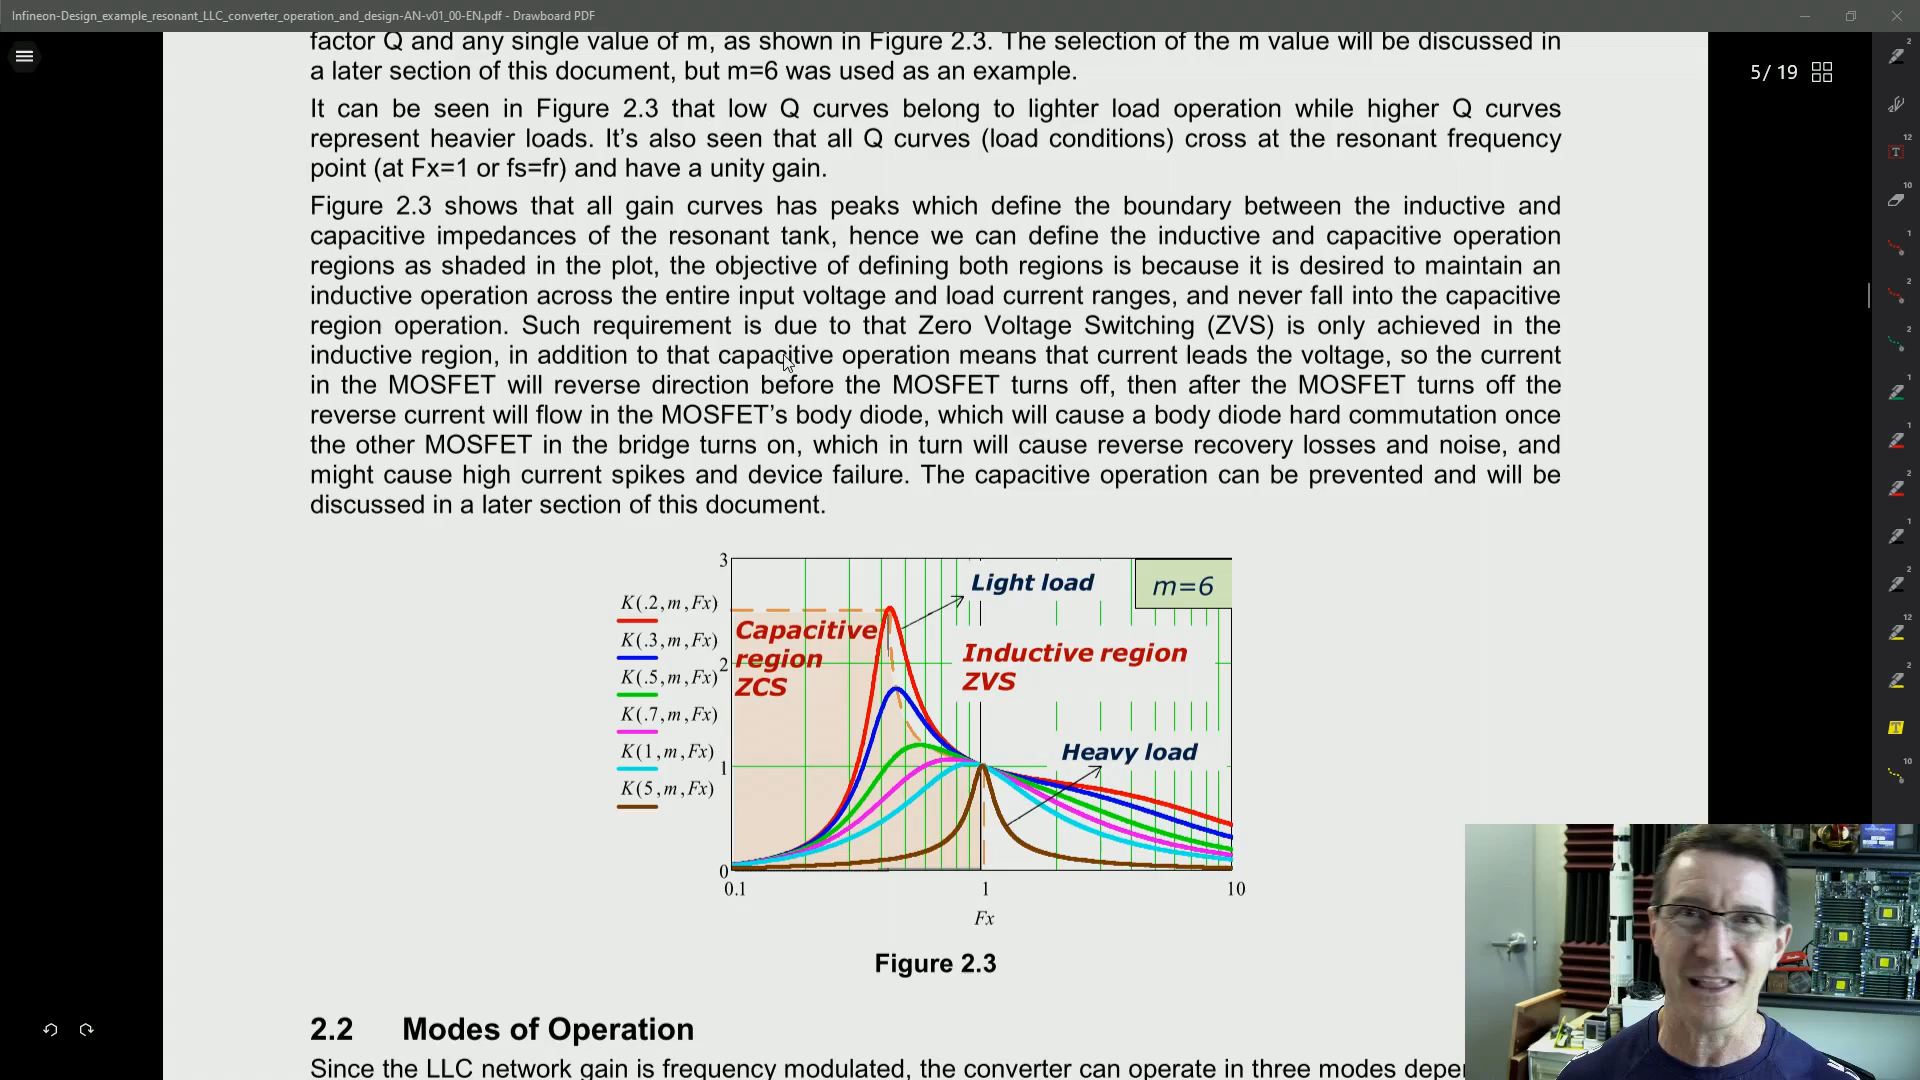 Infineon-Design_example_resonant_LLC_converter_operation_and_design-AN-v01_00-EN.pdf - Drawboard PDF
factor Q and any single value of m, as shown in Figure 2.3. The selection of the m value will be discussed in
a later section of this document, but m=6 was used as an example.
5/ 19
It can be seen in Figure 2.3 that low Q curves belong to lighter load operation while higher Q curves
represent heavier loads. It’s also seen that all Q curves (load conditions) cross at the resonant frequency
point (at Fx=1 or fs=fr) and have a unity gain.
Figure 2.3 shows that all gain curves has peaks which define the boundary between the inductive and
capacitive impedances of the resonant tank, hence we can define the inductive and capacitive operation
regions as shaded in the plot, the objective of defining both regions is because it is desired to maintain an
inductive operation across the entire input voltage and load current ranges, and never fall into the capacitive
region operation. Such requirement is due to that Zero Voltage Switching (ZVS) is only achieved in the
inductive region, in addition to that capacitive operation means that current leads the voltage, so the current
in the MOSFET will reverse direction before the MOSFET turns off, then after the MOSFET turns off the
reverse current will flow in the MOSFET’s body diode, which will cause a body diode hard commutation once
the other MOSFET in the bridge turns on, which in turn will cause reverse recovery losses and noise, and
might cause high current spikes and device failure. The capacitive operation can be prevented and will be
discussed in a later section of this document.
3
Light load
m=6
K(.2,m,Fx)
K(.3,m,Fx)
K(.5,m,Fx)
K(.7,m,Fx)
K(1,m,Fx)
K(5,m,Fx)
Capacitive
region
ZCS
Inductive region
ZVS
2
Heavy load
1
0
0.1
1
10
Fx
Figure 2.3
2.2 Modes of Operation
Since the LLC network gain is frequency modulated, the converter can operate in three modes depe
2
12
T
10
1
2
2
1
1
2
1
2
12
2
T
10